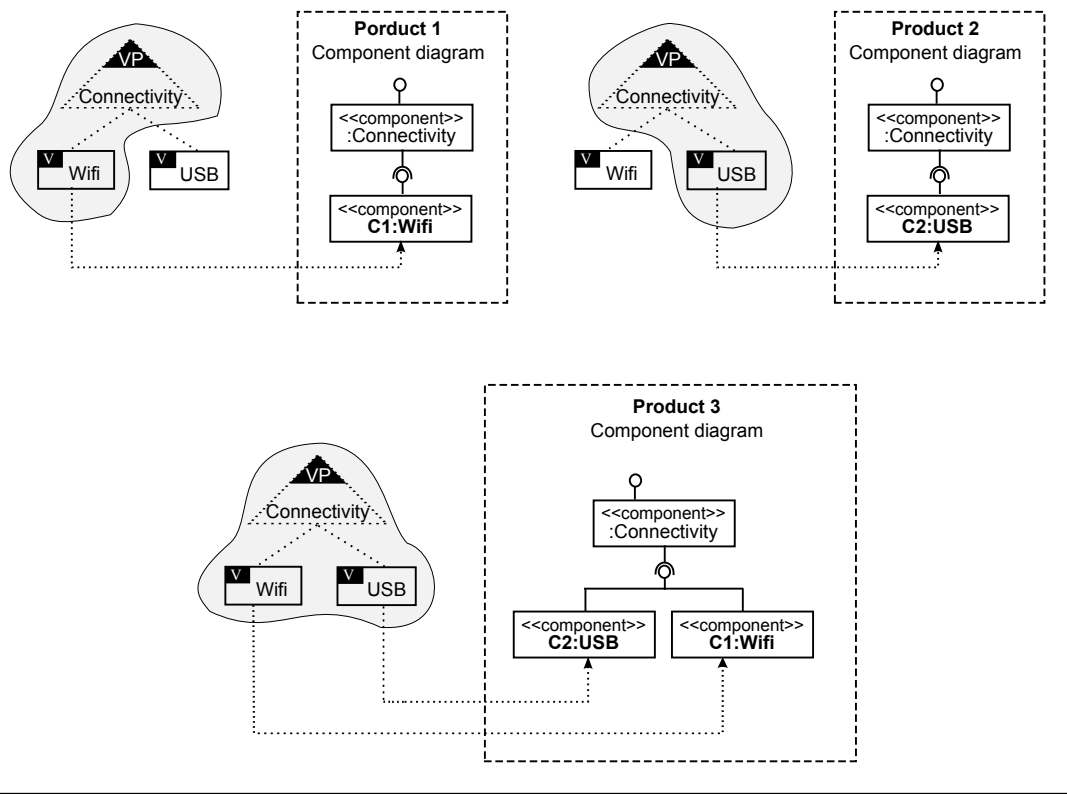 VP
Connectivity
V
Wifi
V
USB
Porduct 1
Component diagram
<<component>>
:Connectivity
<<component>>
C1:Wifi
VP
Connectivity
V
Wifi
V
USB
Product 2
Component diagram
<<component>>
:Connectivity
<<component>>
C2:USB
VP
Connectivity
V
Wifi
V
USB
Product 3
Component diagram
<<component>>
:Connectivity
<<component>>
C2:USB
<<component>>
C1:Wifi